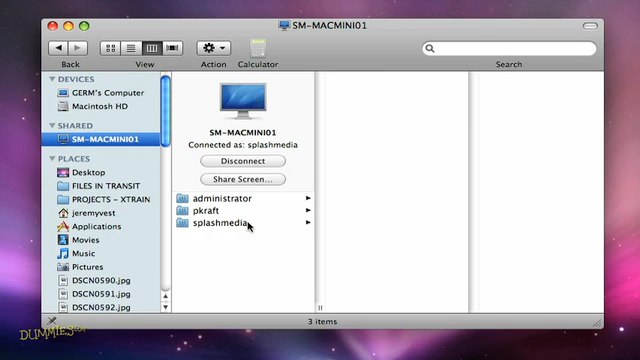 SM-MACMINI01
Back
View
Action
Calculator
Search
DEVICES
GERM's Computer
Macintosh HD
SHARED
SM-MACMINI01
PLACES
Desktop
FILES IN TRANSIT
PROJECTS - XTRAIN
jeremyvest
Applications
Movies
Music
Pictures
DSCN0590.jpg
DSCN0591.jpg
DSCN0592.jpg
SM-MACMINI01
Connected as: splashmedia
Disconnect
Share Screen...
administrator
pkraft
splashmedia
3 items
DUMMIES.COM